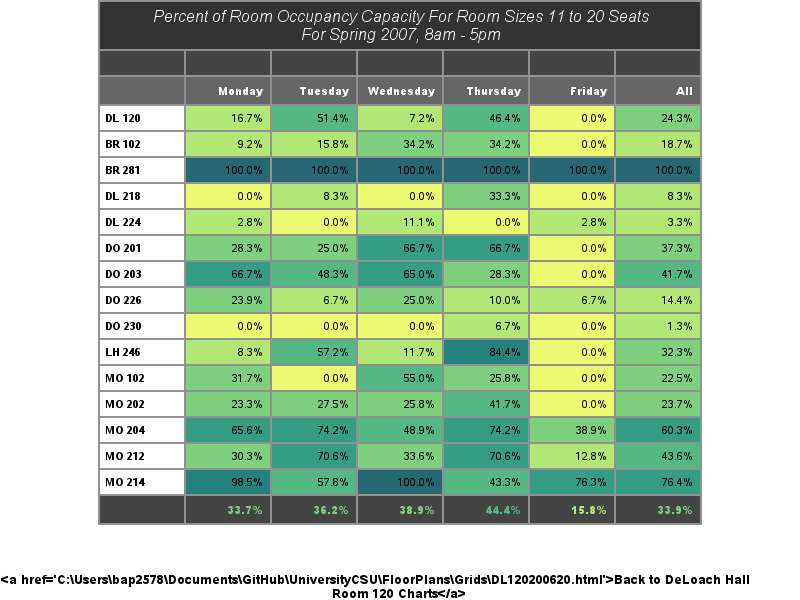 Percent of Room Occupancy Capacity For Room Sizes 11 to 20 Seats
For Spring 2007, 8am - 5pm
Monday Tuesday Wednesday Thursday Friday All
DL 120 16.7% 51.4% 7.2% 46.4% 0.0% 24.3%
BR 102 9.2% 15.8% 34.2% 34.2% 0.0% 18.7%
BR 281 100.0% 100.0% 100.0% 100.0% 100.0% 100.0%
DL 218 0.0% 8.3% 0.0% 33.3% 0.0% 8.3%
DL 224 2.8% 0.0% 11.1% 0.0% 2.8% 3.3%
DO 201 28.3% 25.0% 66.7% 66.7% 0.0% 37.3%
DO 203 66.7% 48.3% 65.0% 28.3% 0.0% 41.7%
DO 226 23.9% 6.7% 25.0% 10.0% 6.7% 14.4%
DO 230 0.0% 0.0% 0.0% 6.7% 0.0% 1.3%
LH 246 8.3% 57.2% 11.7% 84.4% 0.0% 32.3%
MO 102 31.7% 0.0% 55.0% 25.8% 0.0% 22.5%
MO 202 23.3% 27.5% 25.8% 41.7% 0.0% 23.7%
MO 204 65.6% 74.2% 48.9% 74.2% 38.9% 60.3%
MO 212 30.3% 70.6% 33.6% 70.6% 12.8% 43.6%
MO 214 98.5% 57.8% 100.0% 43.3% 76.3% 76.4%
33.7% 36.2% 38.9% 44.4% 15.8% 33.9%
<a href='C:\Users\bap2578\Documents\GitHub\UniversityCSU\FloorPlans\Grids\DL120200620.html'>Back to DeLoach Hall
Room 120 Charts</a>